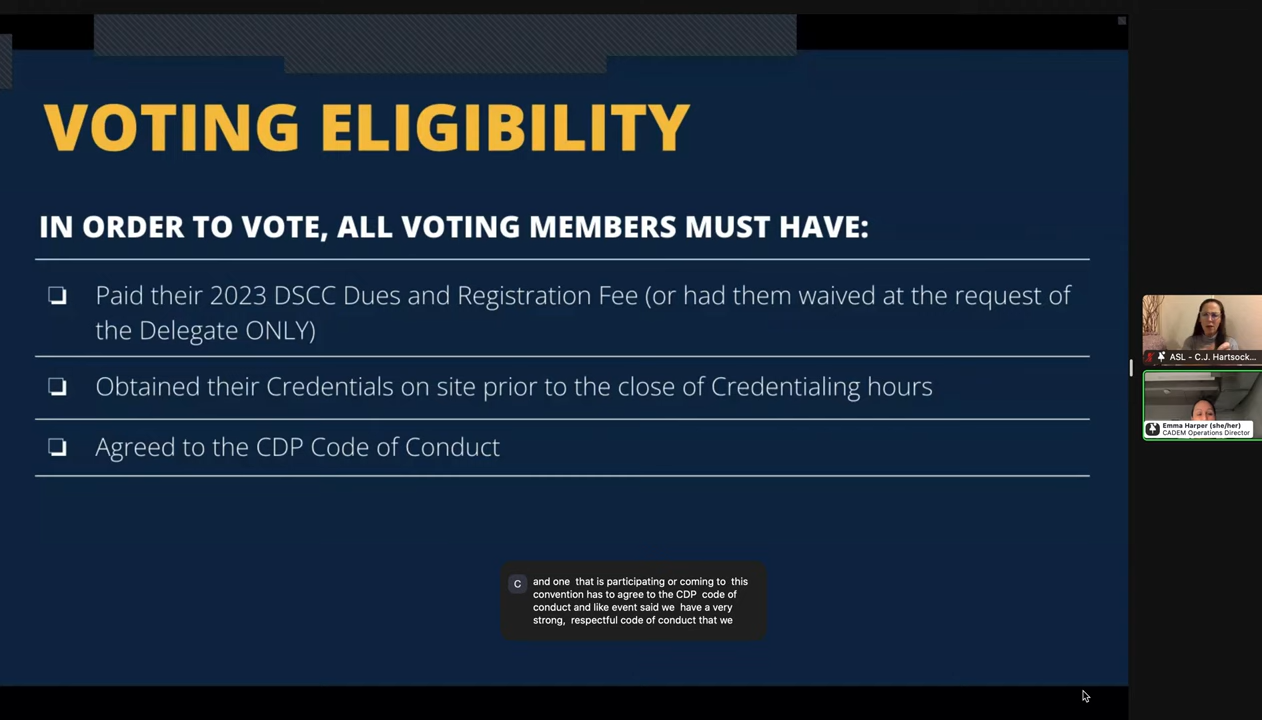 VOTING ELIGIBILITY
IN ORDER TO VOTE, ALL VOTING MEMBERS MUST HAVE:
Paid their 2023 DSCC Dues and Registration Fee (or had them waived at the request of
the Delegate ONLY)
Obtained their Credentials on site prior to the close of Credentialing hours
Agreed to the CDP Code of Conduct
C
and one that is participating or coming to this
convention has to agree to the CDP code of
conduct and like event said we have a very
strong, respectful code of conduct that we
ASL - C.J. Hartsock...
Emma Harper (she/her)
CADEM Operations Director